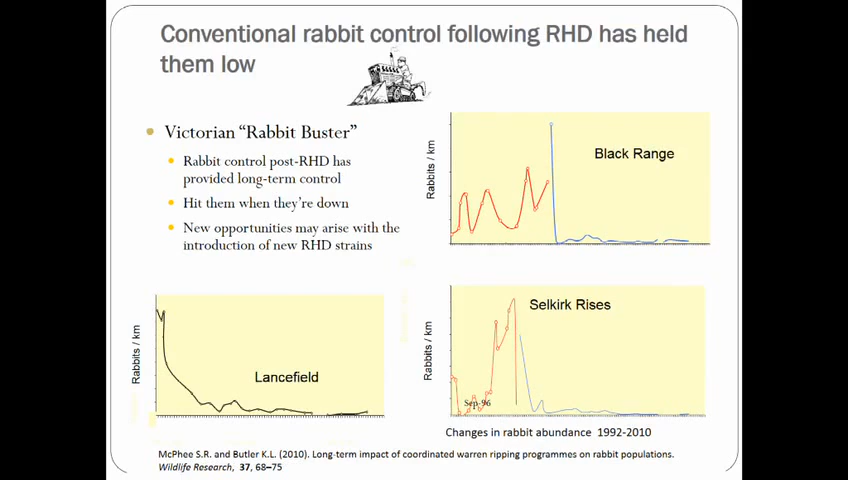 Conventional rabbit control following RHD has held
them low
Victorian “Rabbit Buster”
Rabbit control post-RHD has
provided long-term control
Hit them when they’re down
New opportunities may arise with the
introduction of new RHD strains
Rabbits / km
Black Range
Rabbits / km
Lancefield
Rabbits / km
Selkirk Rises
Sep-96
Changes in rabbit abundance 1992-2010
McPhee S.R. and Butler K.L. (2010). Long-term impact of coordinated warren ripping programmes on rabbit populations.
Wildlife Research, 37, 68–75